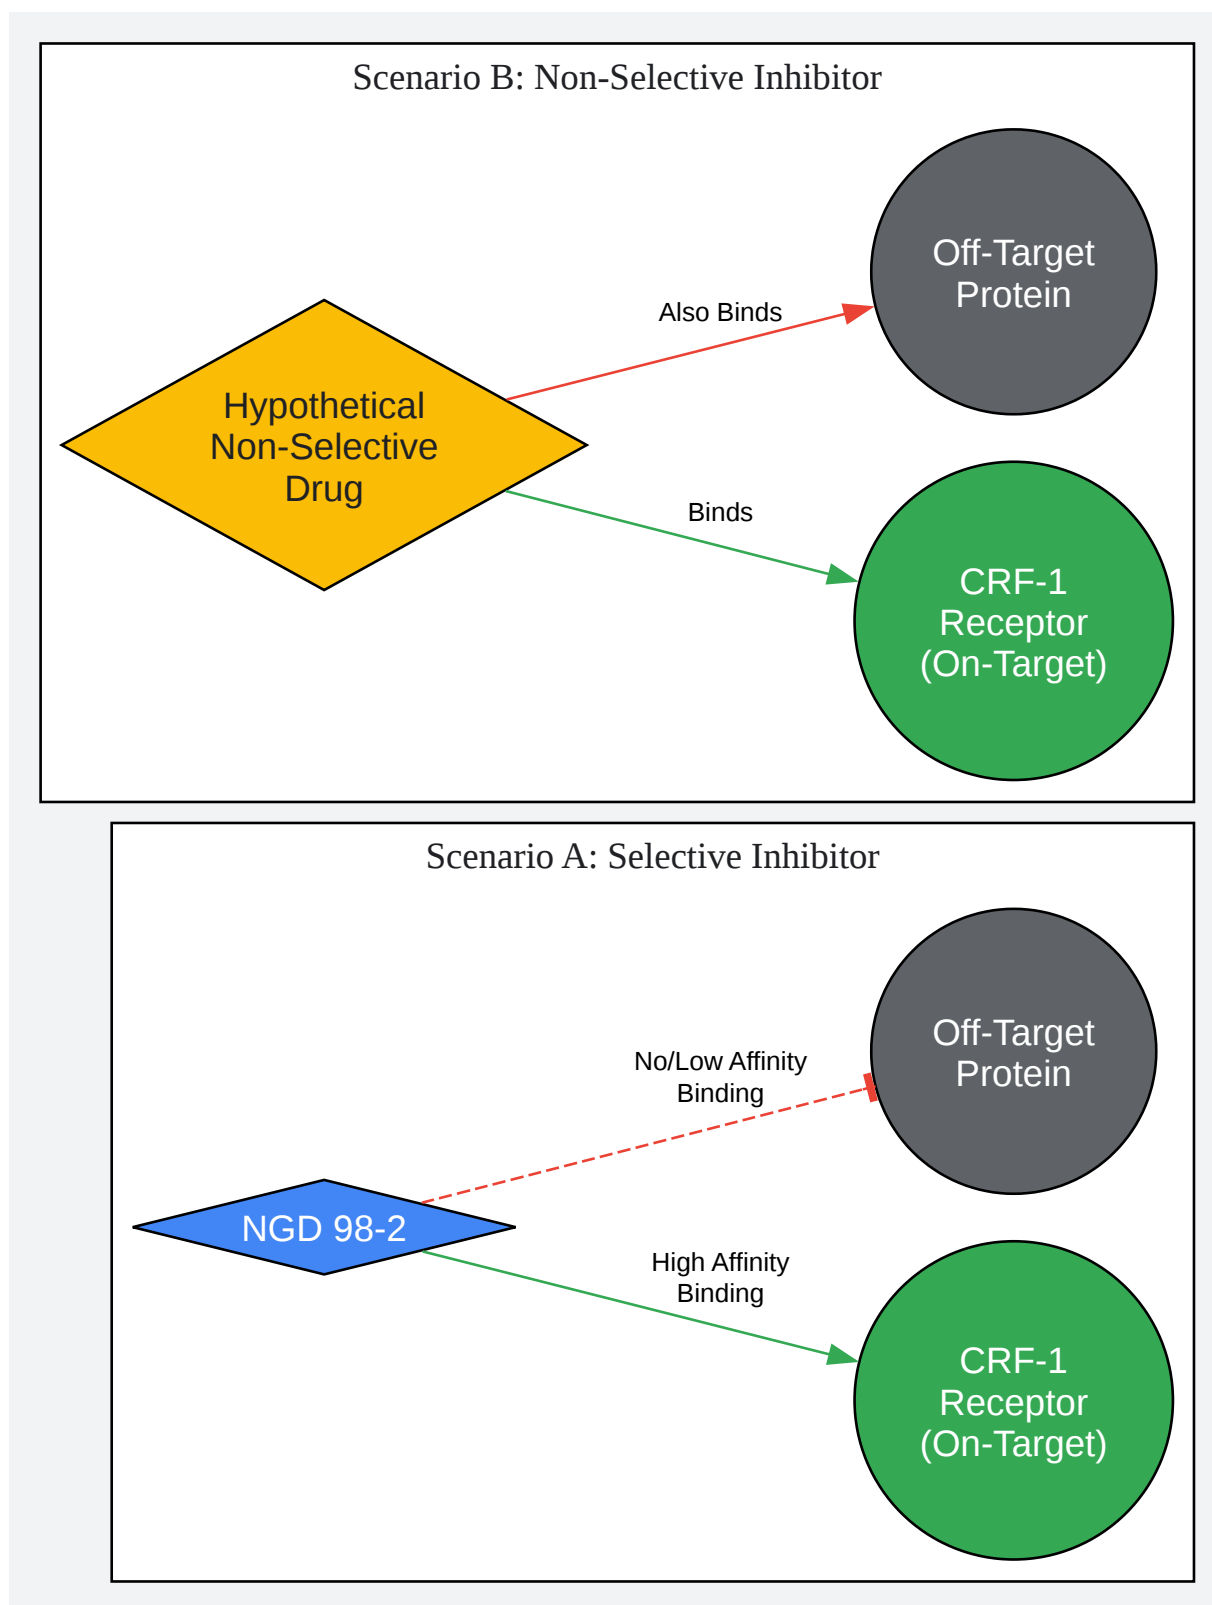 Scenario B: Non-Selective Inhibitor
Off-Target
Protein
Also Binds
Hypothetical
Non-Selective
Drug
Binds
CRF-1
Receptor
(On-Target)
Scenario A: Selective Inhibitor
Off-Target
Protein
No/Low Affinity
Binding
NGD 98-2
High Affinity
Binding
CRF-1
Receptor
(On-Target)